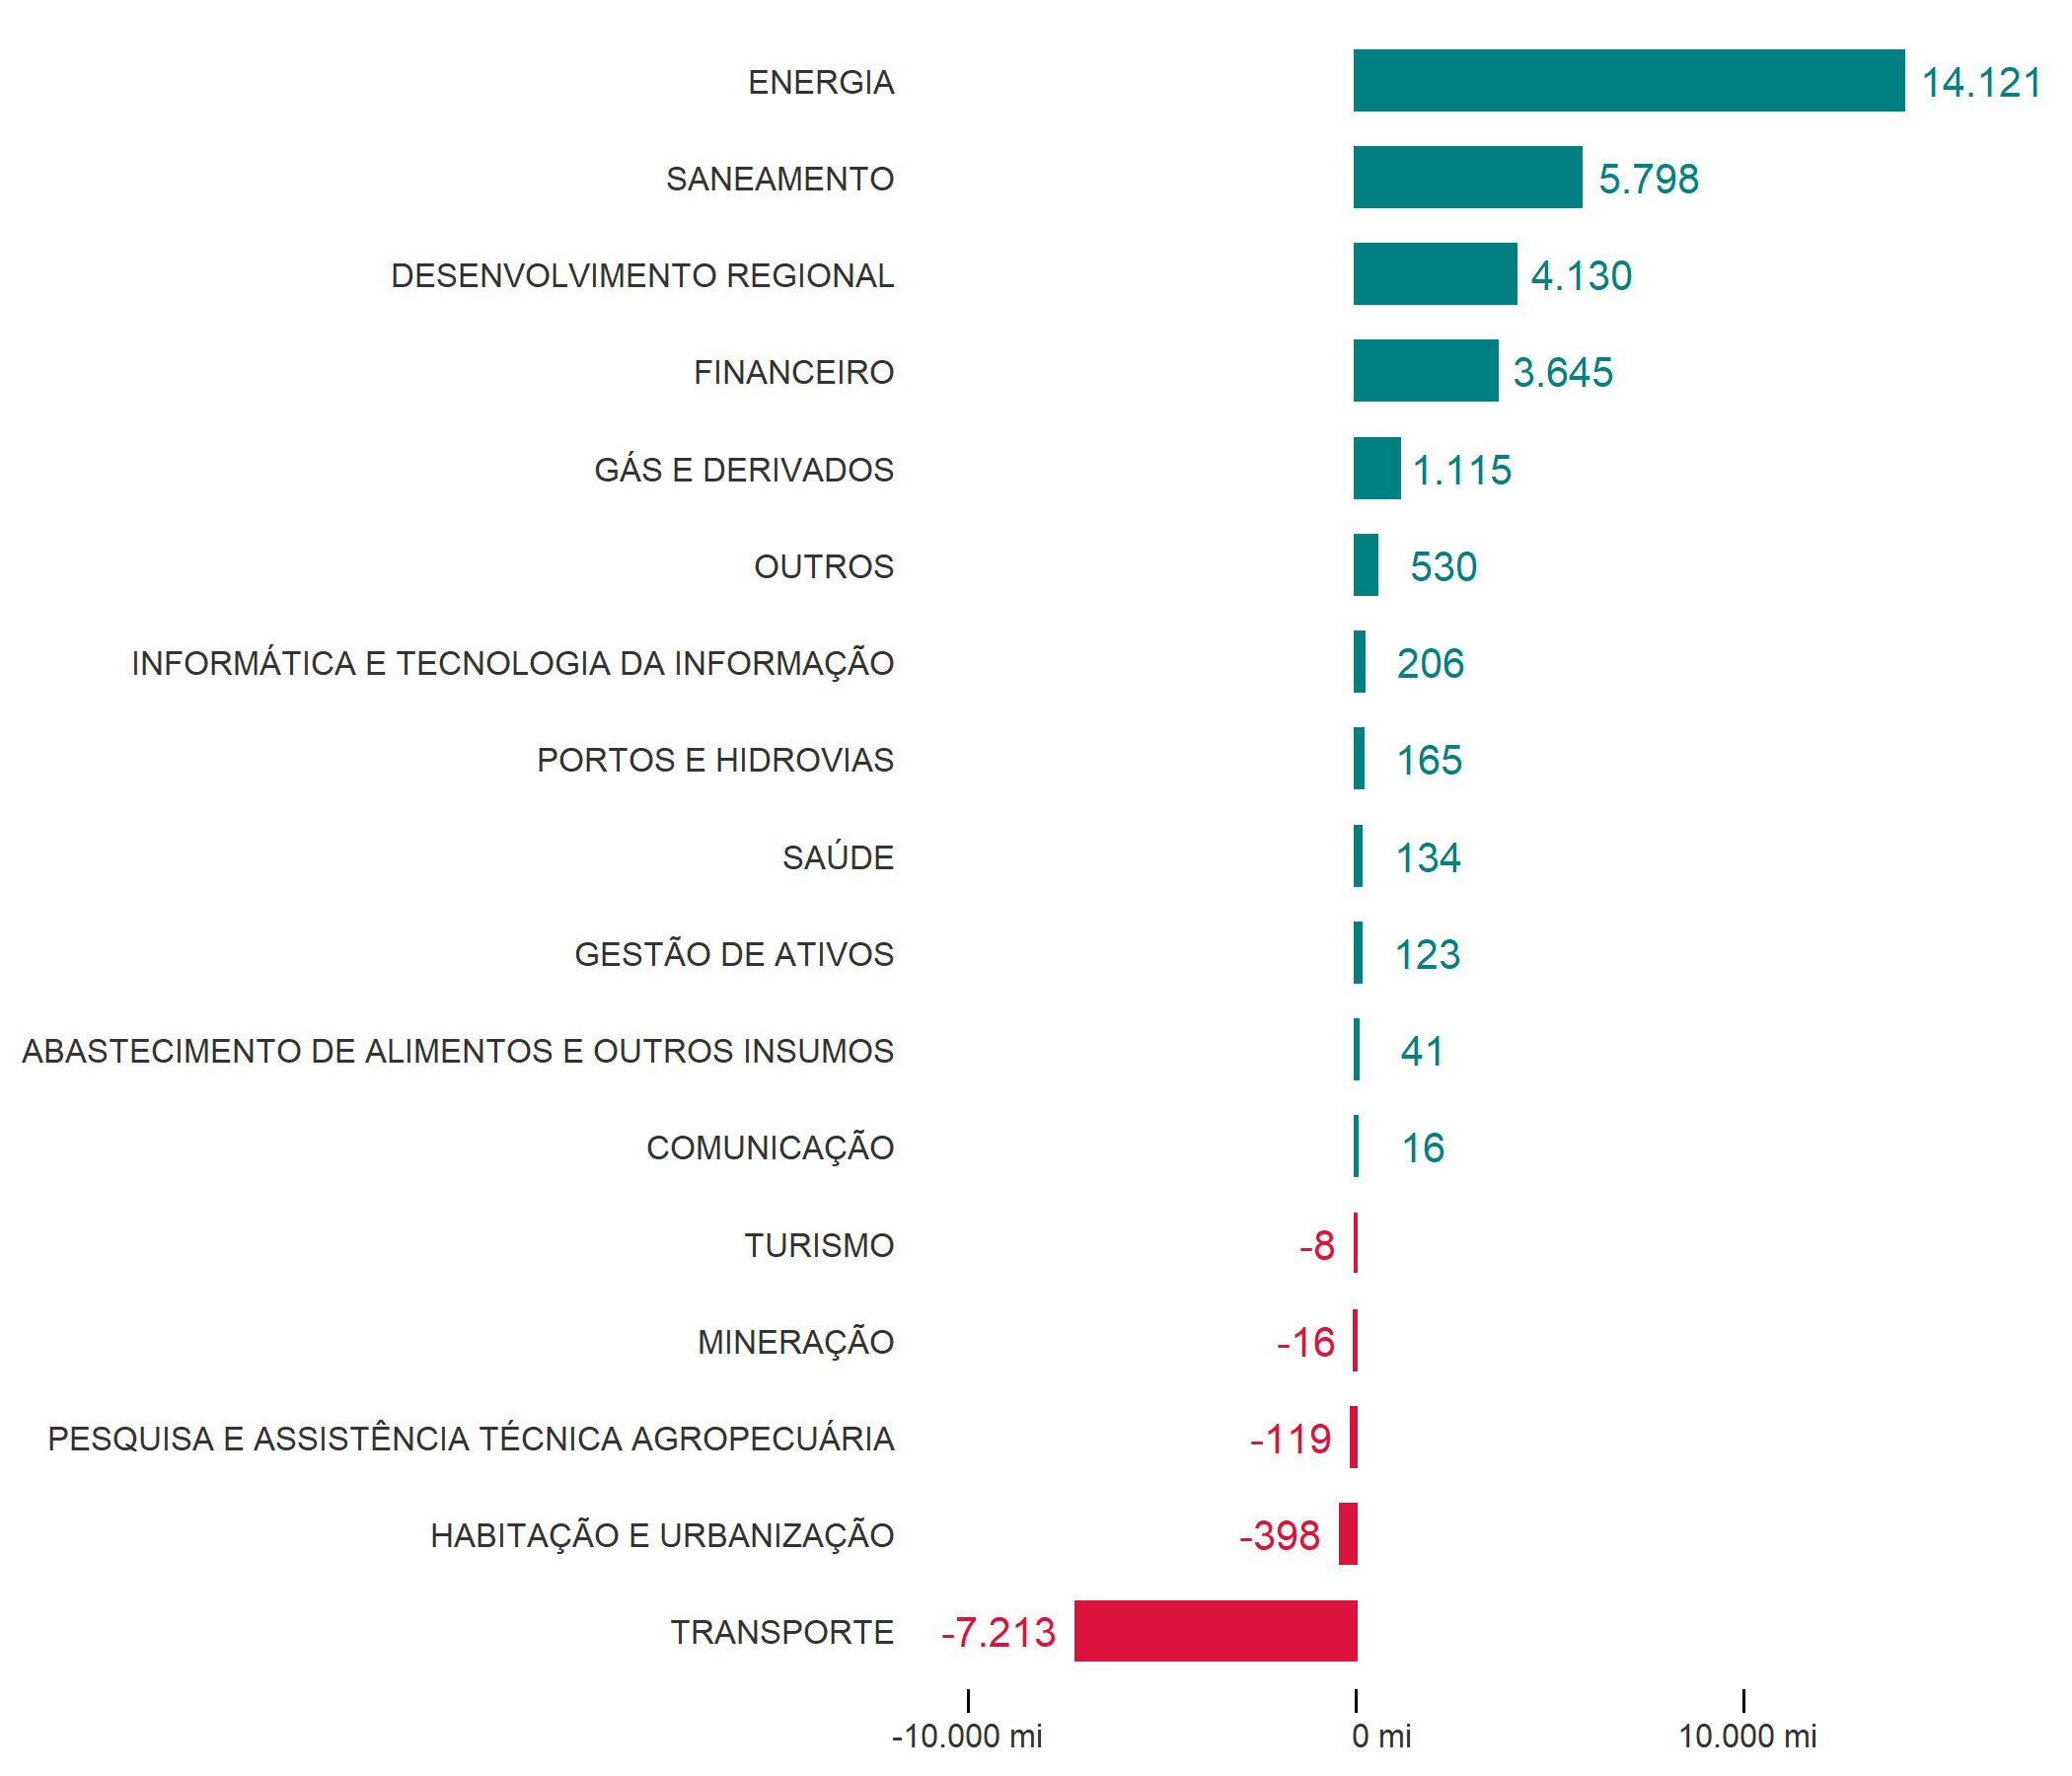 ENERGIA 14.121
SANEAMENTO 5.798
DESENVOLVIMENTO REGIONAL 4.130
FINANCEIRO 3.645
GÁS E DERIVADOS 1.115
OUTROS 530
INFORMÁTICA E TECNOLOGIA DA INFORMAÇÃO 206
PORTOS E HIDROVIAS 165
SAÚDE 134
GESTÃO DE ATIVOS 123
ABASTECIMENTO DE ALIMENTOS E OUTROS INSUMOS 41
COMUNICAÇÃO 16
TURISMO -8
MINERAÇÃO -16
PESQUISA E ASSISTÊNCIA TÉCNICA AGROPECUÁRIA -119
HABITAÇÃO E URBANIZAÇÃO -398
TRANSPORTE -7.213
-10.000 mi 0 mi 10.000 mi